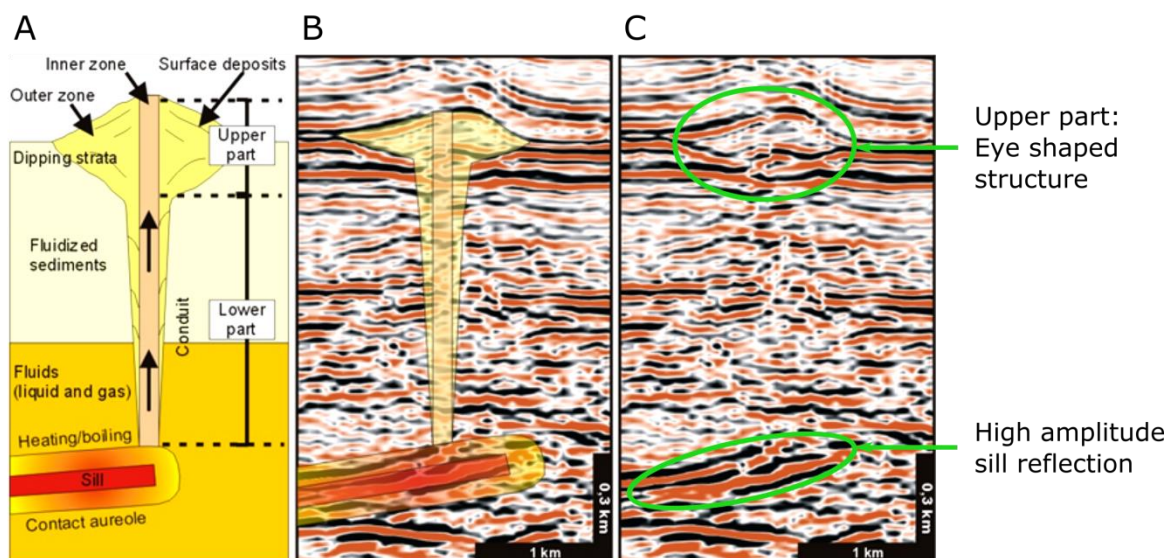 A
B
C
Inner zone
Surface deposits
Outer zone
Upper
part
Dipping strata
Fluidized
sediments
Lower
part
Conduit
Fluids
(liquid and gas)
Heating/boiling
Sill
Contact aureole
0,3 km
1 km
0,3 km
1 km
Upper part:
Eye shaped
structure
High amplitude
sill reflection